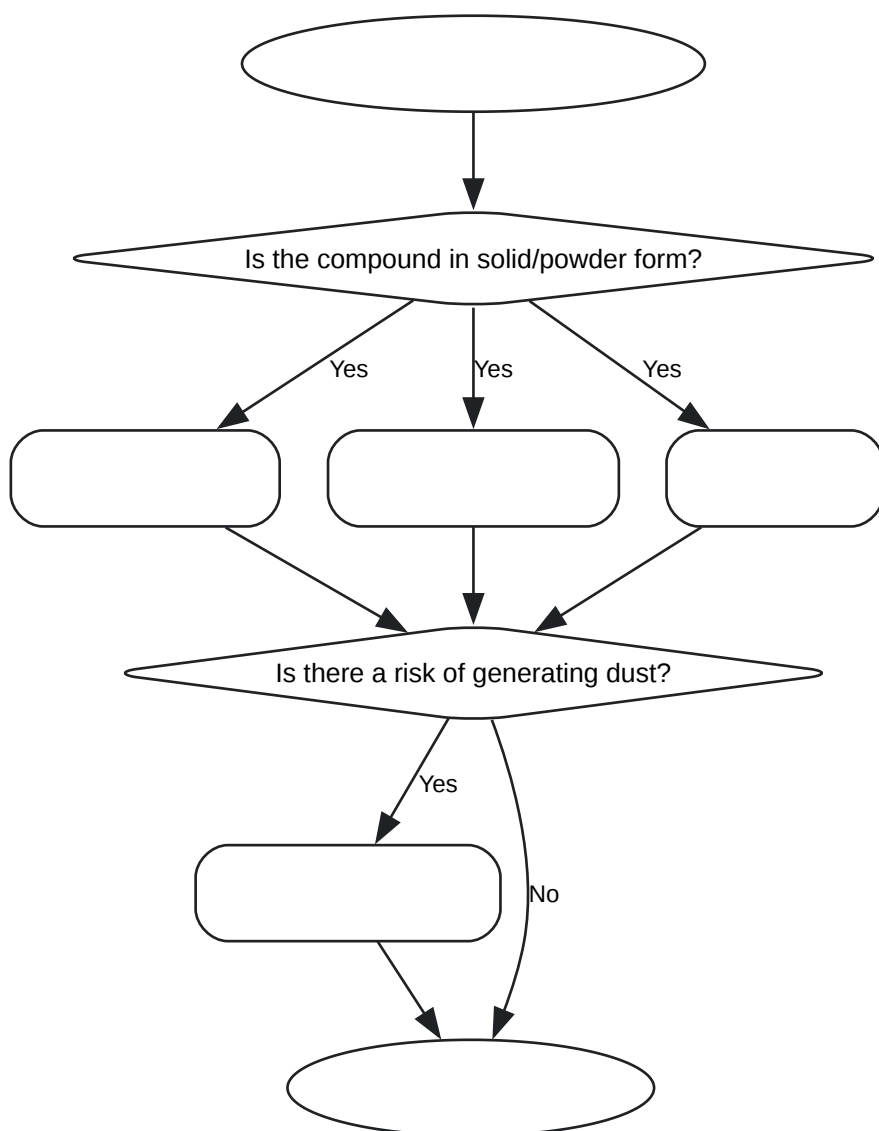 Is the compound in solid/powder form?
Yes
Yes
Yes
Is there a risk of generating dust?
Yes
No